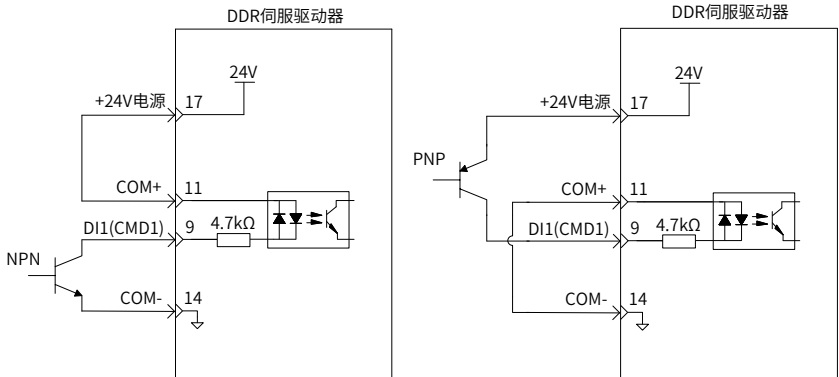 DDR伺服驱动器
24V
+24V电源
17
COM+
11
DI1(CMD1)
9
4.7kΩ
NPN
COM-
14
DDR伺服驱动器
24V
+24V电源
17
PNP
COM+
11
DI1(CMD1)
9
4.7kΩ
COM-
14